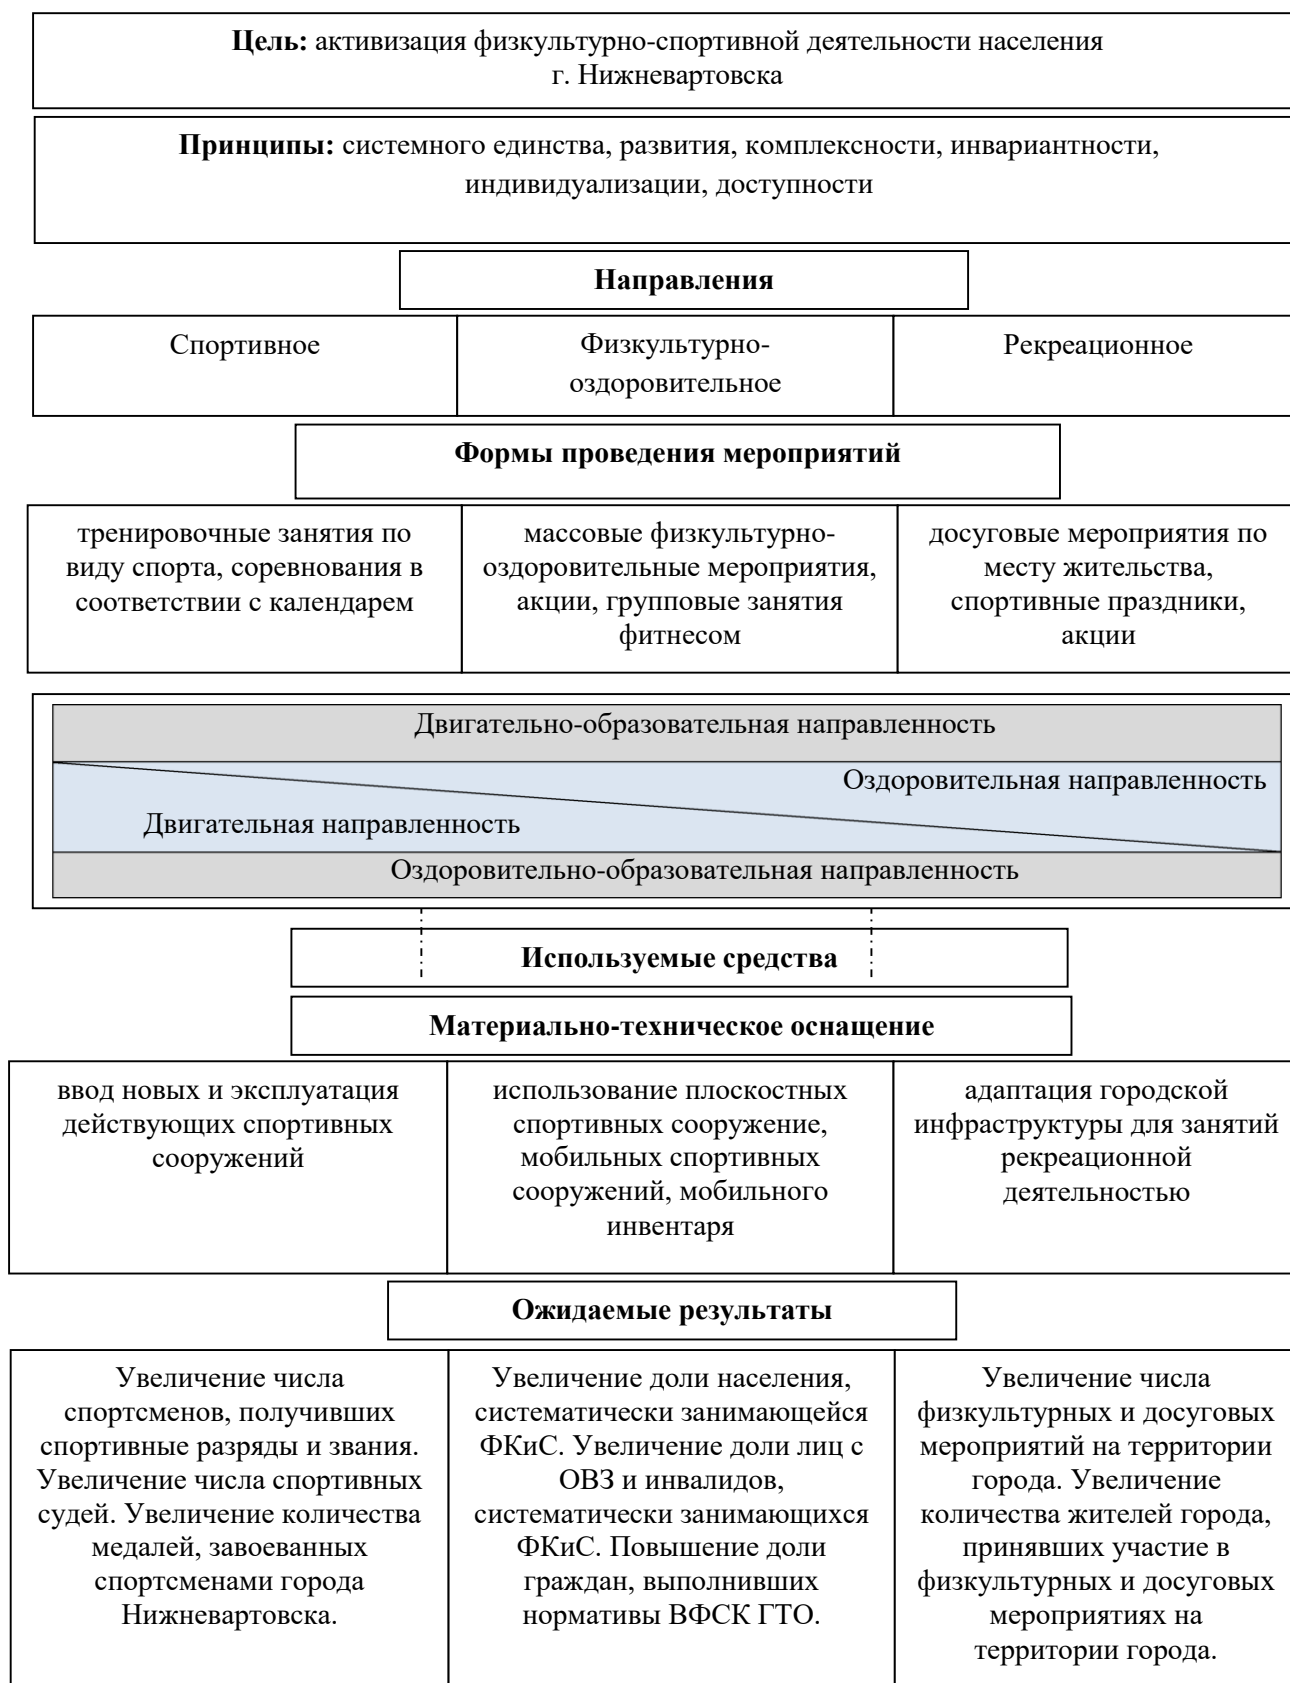 Цель: активизация физкультурно-спортивной деятельности населения
г. Нижневартовска
Принципы: системного единства, развития, комплексности, инвариантности,
индивидуализации, доступности
Направления
Спортивное
Физкультурно-
оздоровительное
Рекреационное
Формы проведения мероприятий
тренировочные занятия по
виду спорта, соревнования в
соответствии с календарем
массовые физкультурно-
оздоровительные мероприятия,
акции, групповые занятия
фитнесом
досуговые мероприятия по
месту жительства,
спортивные праздники,
акции
Двигательно-образовательная направленность
Оздоровительная направленность
Двигательная направленность
Оздоровительно-образовательная направленность
Используемые средства
Материально-техническое оснащение
ввод новых и эксплуатация
действующих спортивных
сооружений
использование плоскостных
спортивных сооружение,
мобильных спортивных
сооружений, мобильного
инвентаря
адаптация городской
инфраструктуры для занятий
рекреационной
деятельностью
Ожидаемые результаты
Увеличение числа
спортсменов, получивших
спортивные разряды и звания.
Увеличение числа спортивных
судей. Увеличение количества
медалей, завоеванных
спортсменами города
Нижневартовска.
Увеличение доли населения,
систематически занимающейся
ФКиС. Увеличение доли лиц с
ОВЗ и инвалидов,
систематически занимающихся
ФКиС. Повышение доли
граждан, выполнивших
нормативы ВФСК ГТО.
Увеличение числа
физкультурных и досуговых
мероприятий на территории
города. Увеличение
количества жителей города,
принявших участие в
физкультурных и досуговых
мероприятиях на
территории города.